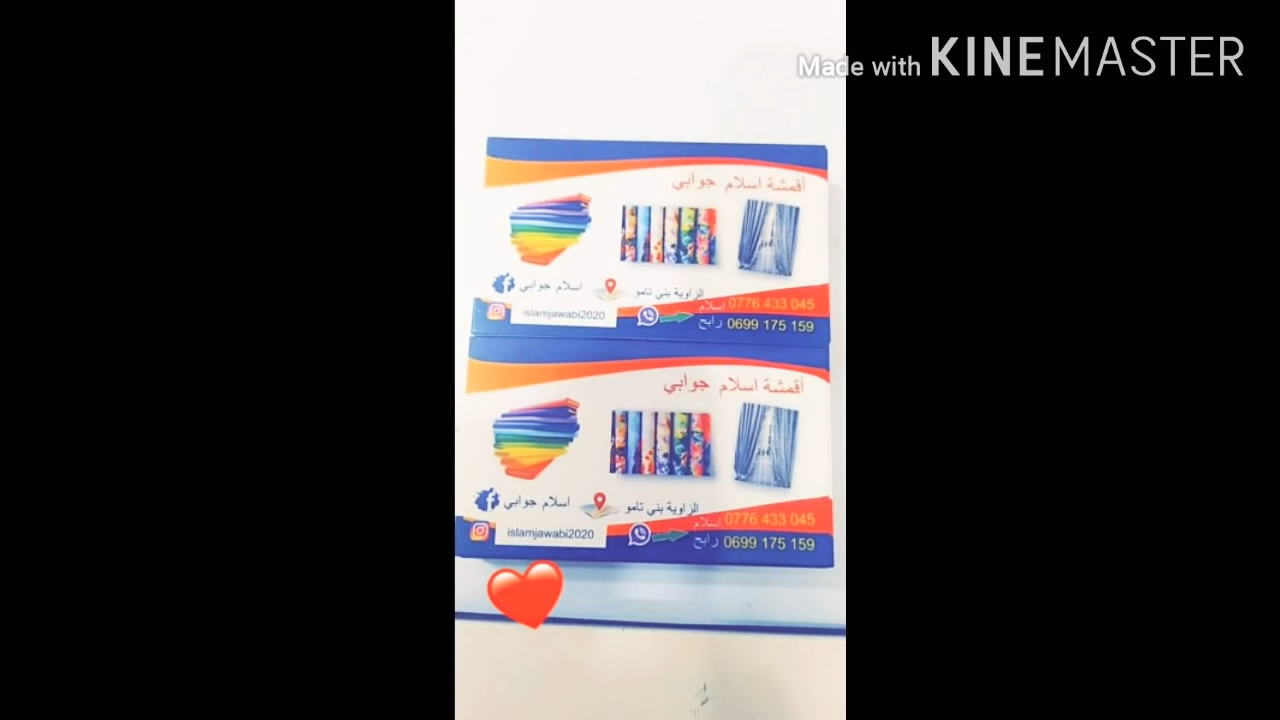 Made with KINEMASTER
أقمشة اسلام جوابي
اسلام جوابي
الزاوية بني تامو
islamjawabi2020
اسلام 0776 433 045
رابح 0699 175 159
أقمشة اسلام جوابي
اسلام جوابي
الزاوية بني تامو
islamjawabi2020
اسلام 0776 433 045
رابح 0699 175 159